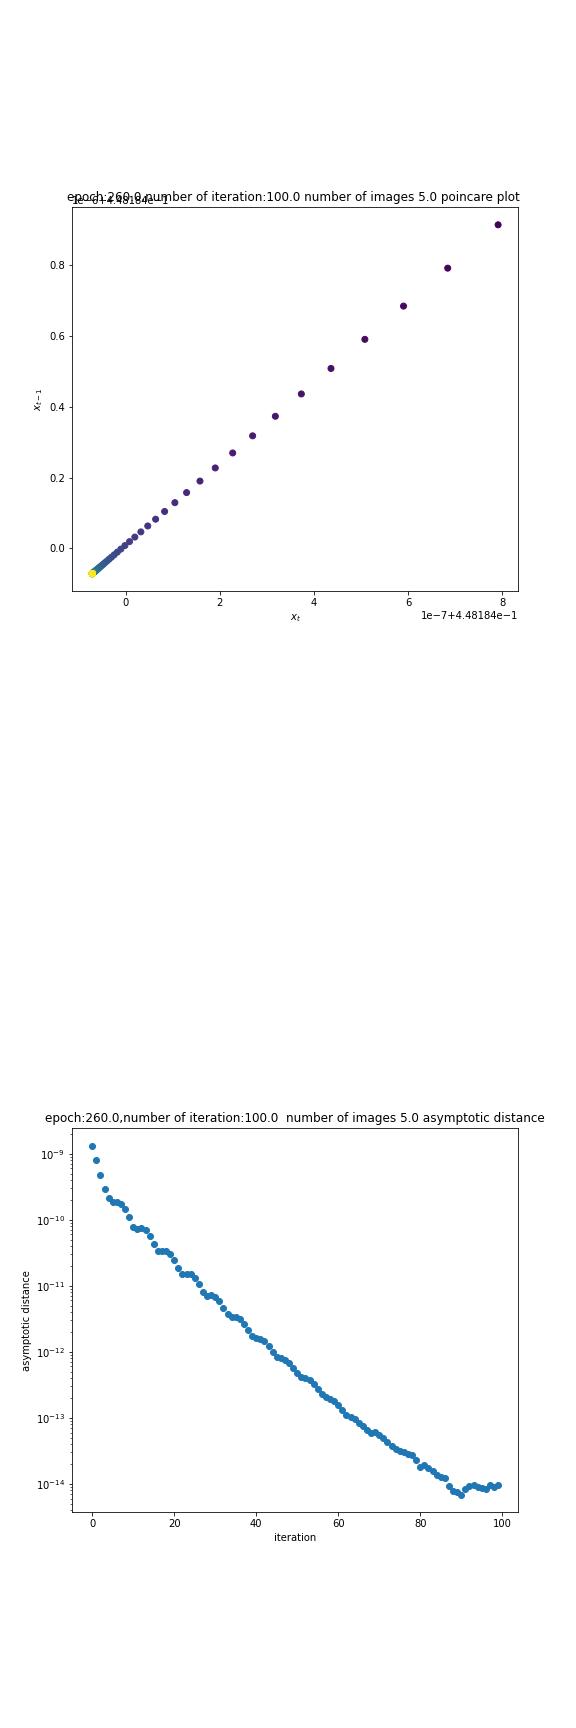 epoch:260.0,number of iteration:100.0 number of images 5.0 poincare plot
1e−6+4.48184e−1
0.8
0.6
0.4
0.2
0.0
x_{t−1}
0 2 4 6 8
x_t
1e−7+4.48184e−1
epoch:260.0,number of iteration:100.0  number of images 5.0 asymptotic distance
10^{−9}
10^{−10}
10^{−11}
10^{−12}
10^{−13}
10^{−14}
asymptotic distance
0 20 40 60 80 100
iteration